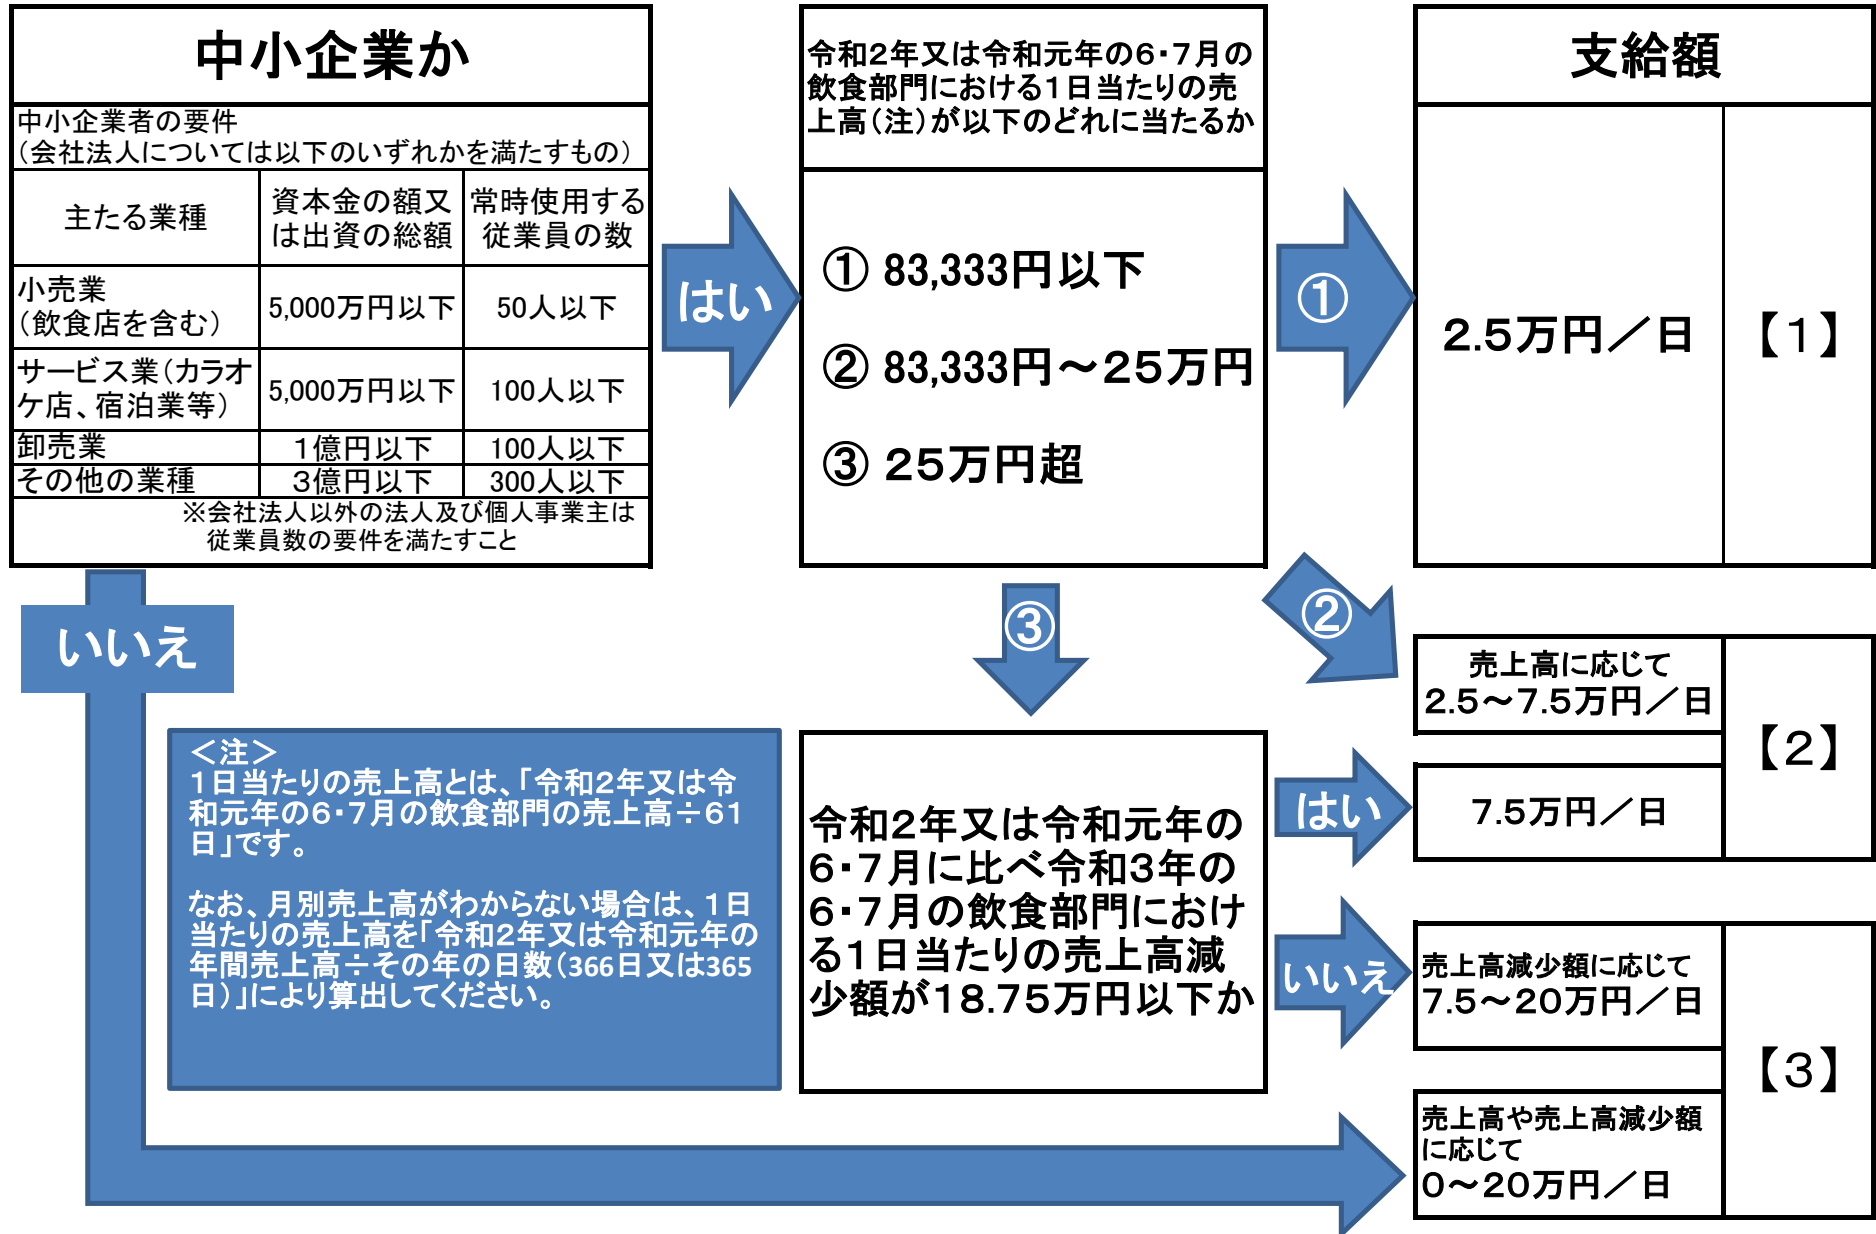 中小企業か
中小企業者の要件
（会社法人については以下のいずれかを満たすもの）
主たる業種
資本金の額又
は出資の総額
常時使用する
従業員の数
小売業
（飲食店を含む）
5,000万円以下
50人以下
サービス業（カラオ
ケ店、宿泊業等）
5,000万円以下
100人以下
卸売業
１億円以下
100人以下
その他の業種
３億円以下
300人以下
※会社法人以外の法人及び個人事業主は
従業員数の要件を満たすこと
はい
いいえ
令和２年又は令和元年の６・７月の
飲食部門における１日当たりの売
上高（注）が以下のどれに当たるか
① 83,333円以下
② 83,333円～２５万円
③ ２５万円超
①
②
③
支給額
２.５万円／日
【１】
売上高に応じて
２.５～７.５万円／日
７.５万円／日
【２】
＜注＞
１日当たりの売上高とは、「令和２年又は令
和元年の６・７月の飲食部門の売上高÷６１
日」です。
なお、月別売上高がわからない場合は、１日
当たりの売上高を「令和２年又は令和元年の
年間売上高÷その年の日数（366日又は365
日）」により算出してください。
令和２年又は令和元年の
６・７月に比べ令和３年の
６・７月の飲食部門におけ
る１日当たりの売上高減
少額が１８.７５万円以下か
はい
いいえ
売上高減少額に応じて
７.５～２０万円／日
売上高や売上高減少額
に応じて
０～２０万円／日
【３】